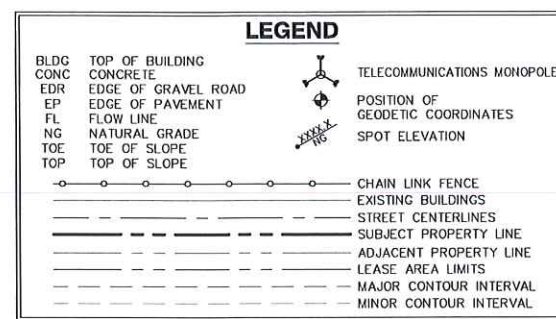 LEGEND
BLDG TOP OF BUILDING
CONC CONCRETE
EDR EDGE OF GRAVEL ROAD
EP EDGE OF PAVEMENT
FL FLOW LINE
NG NATURAL GRADE
TOE TOE OF SLOPE
TOP TOP OF SLOPE
TELECOMMUNICATIONS MONOPOLE
POSITION OF
GEODETIC COORDINATES
XXXX.X
NG
SPOT ELEVATION
CHAIN LINK FENCE
EXISTING BUILDINGS
STREET CENTERLINES
SUBJECT PROPERTY LINE
ADJACENT PROPERTY LINE
LEASE AREA LIMITS
MAJOR CONTOUR INTERVAL
MINOR CONTOUR INTERVAL